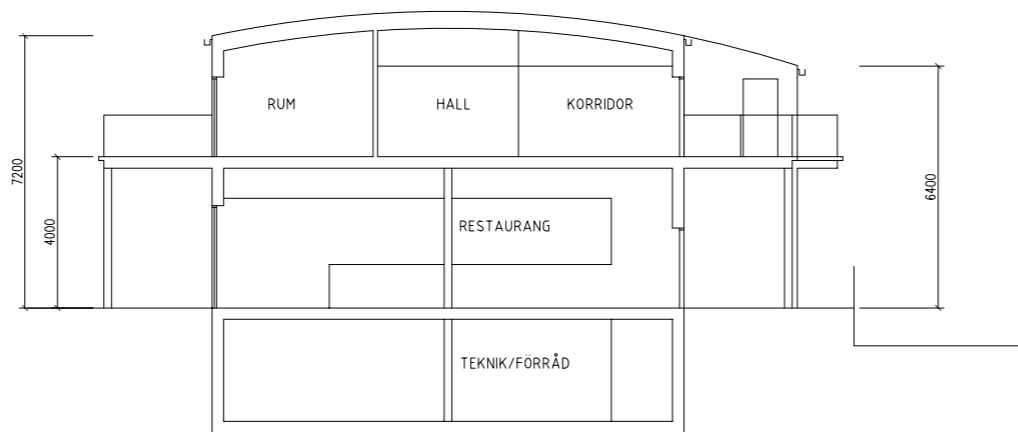 RUM
HALL
KORRIDOR
7200
4000
6400
RESTAURANG
TEKNIK/FÖRRÅD